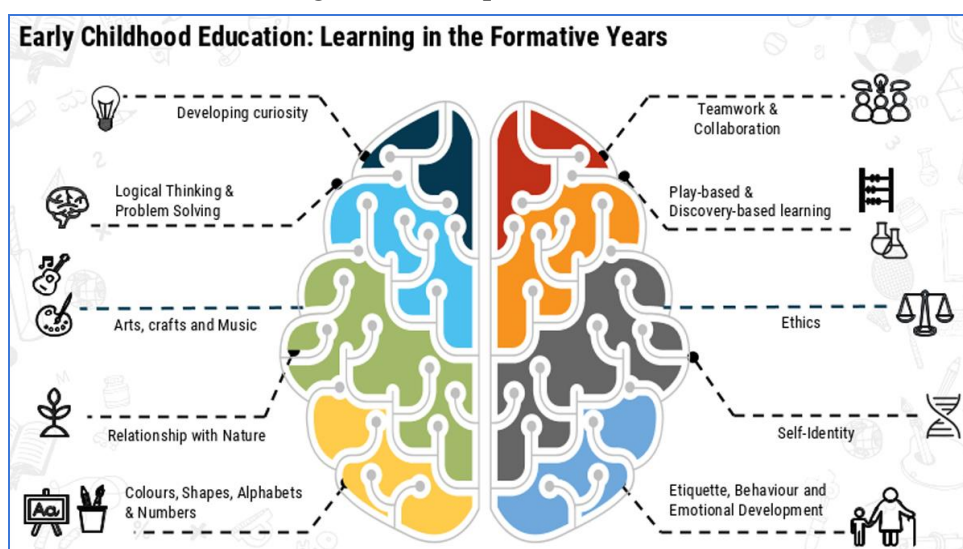 Early Childhood Education: Learning in the Formative Years
Developing curiosity
Logical Thinking &
Problem Solving
Arts, crafts and Music
Relationship with Nature
Colours, Shapes, Alphabets
& Numbers
Aa
Teamwork &
Collaboration
Play-based &
Discovery-based learning
Ethics
Self-Identity
Etiquette, Behaviour and
Emotional Development